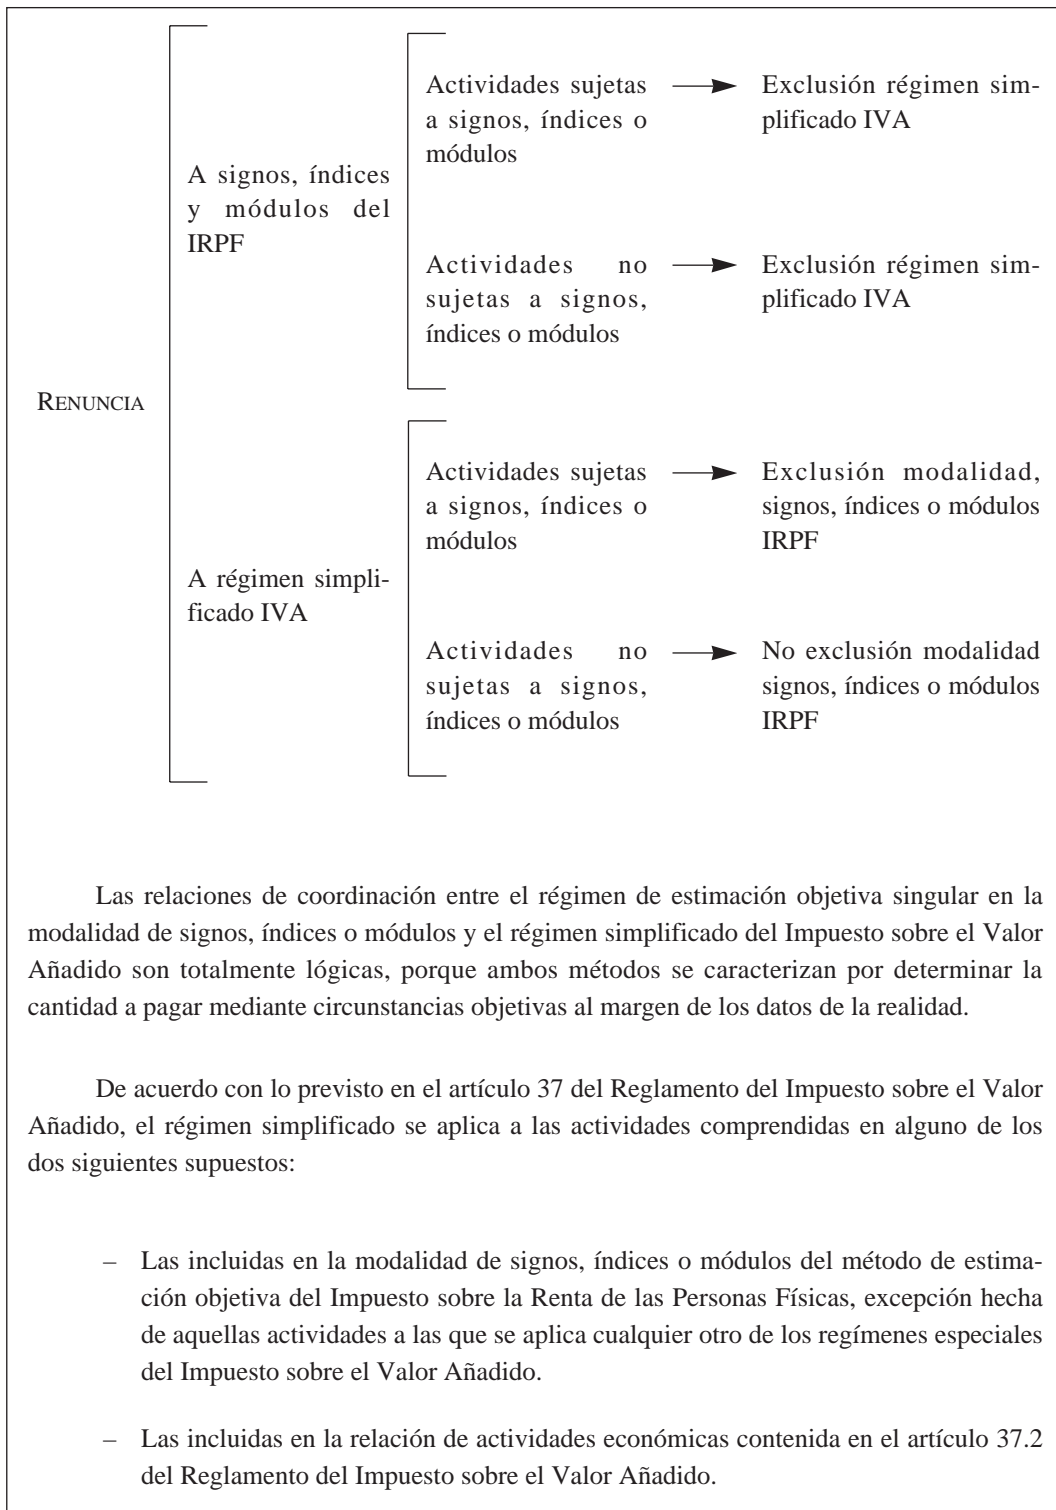 Actividades sujetas
a signos, índices o
módulos
Exclusión régimen sim-
plificado IVA
A signos, índices
y módulos del
IRPF
Actividades no
sujetas a signos,
índices o módulos
Exclusión régimen sim-
plificado IVA
RENUNCIA
Actividades sujetas
a signos, índices o
módulos
Exclusión modalidad,
signos, índices o módulos
IRPF
A régimen simpli-
ficado IVA
Actividades no
sujetas a signos,
índices o módulos
No exclusión modalidad
signos, índices o módulos
IRPF
Las relaciones de coordinación entre el régimen de estimación objetiva singular en la
modalidad de signos, índices o módulos y el régimen simplificado del Impuesto sobre el Valor
Añadido son totalmente lógicas, porque ambos métodos se caracterizan por determinar la
cantidad a pagar mediante circunstancias objetivas al margen de los datos de la realidad.
De acuerdo con lo previsto en el artículo 37 del Reglamento del Impuesto sobre el Valor
Añadido, el régimen simplificado se aplica a las actividades comprendidas en alguno de los
dos siguientes supuestos:
– Las incluidas en la modalidad de signos, índices o módulos del método de estima-
ción objetiva del Impuesto sobre la Renta de las Personas Físicas, excepción hecha
de aquellas actividades a las que se aplica cualquier otro de los regímenes especiales
del Impuesto sobre el Valor Añadido.
– Las incluidas en la relación de actividades económicas contenida en el artículo 37.2
del Reglamento del Impuesto sobre el Valor Añadido.